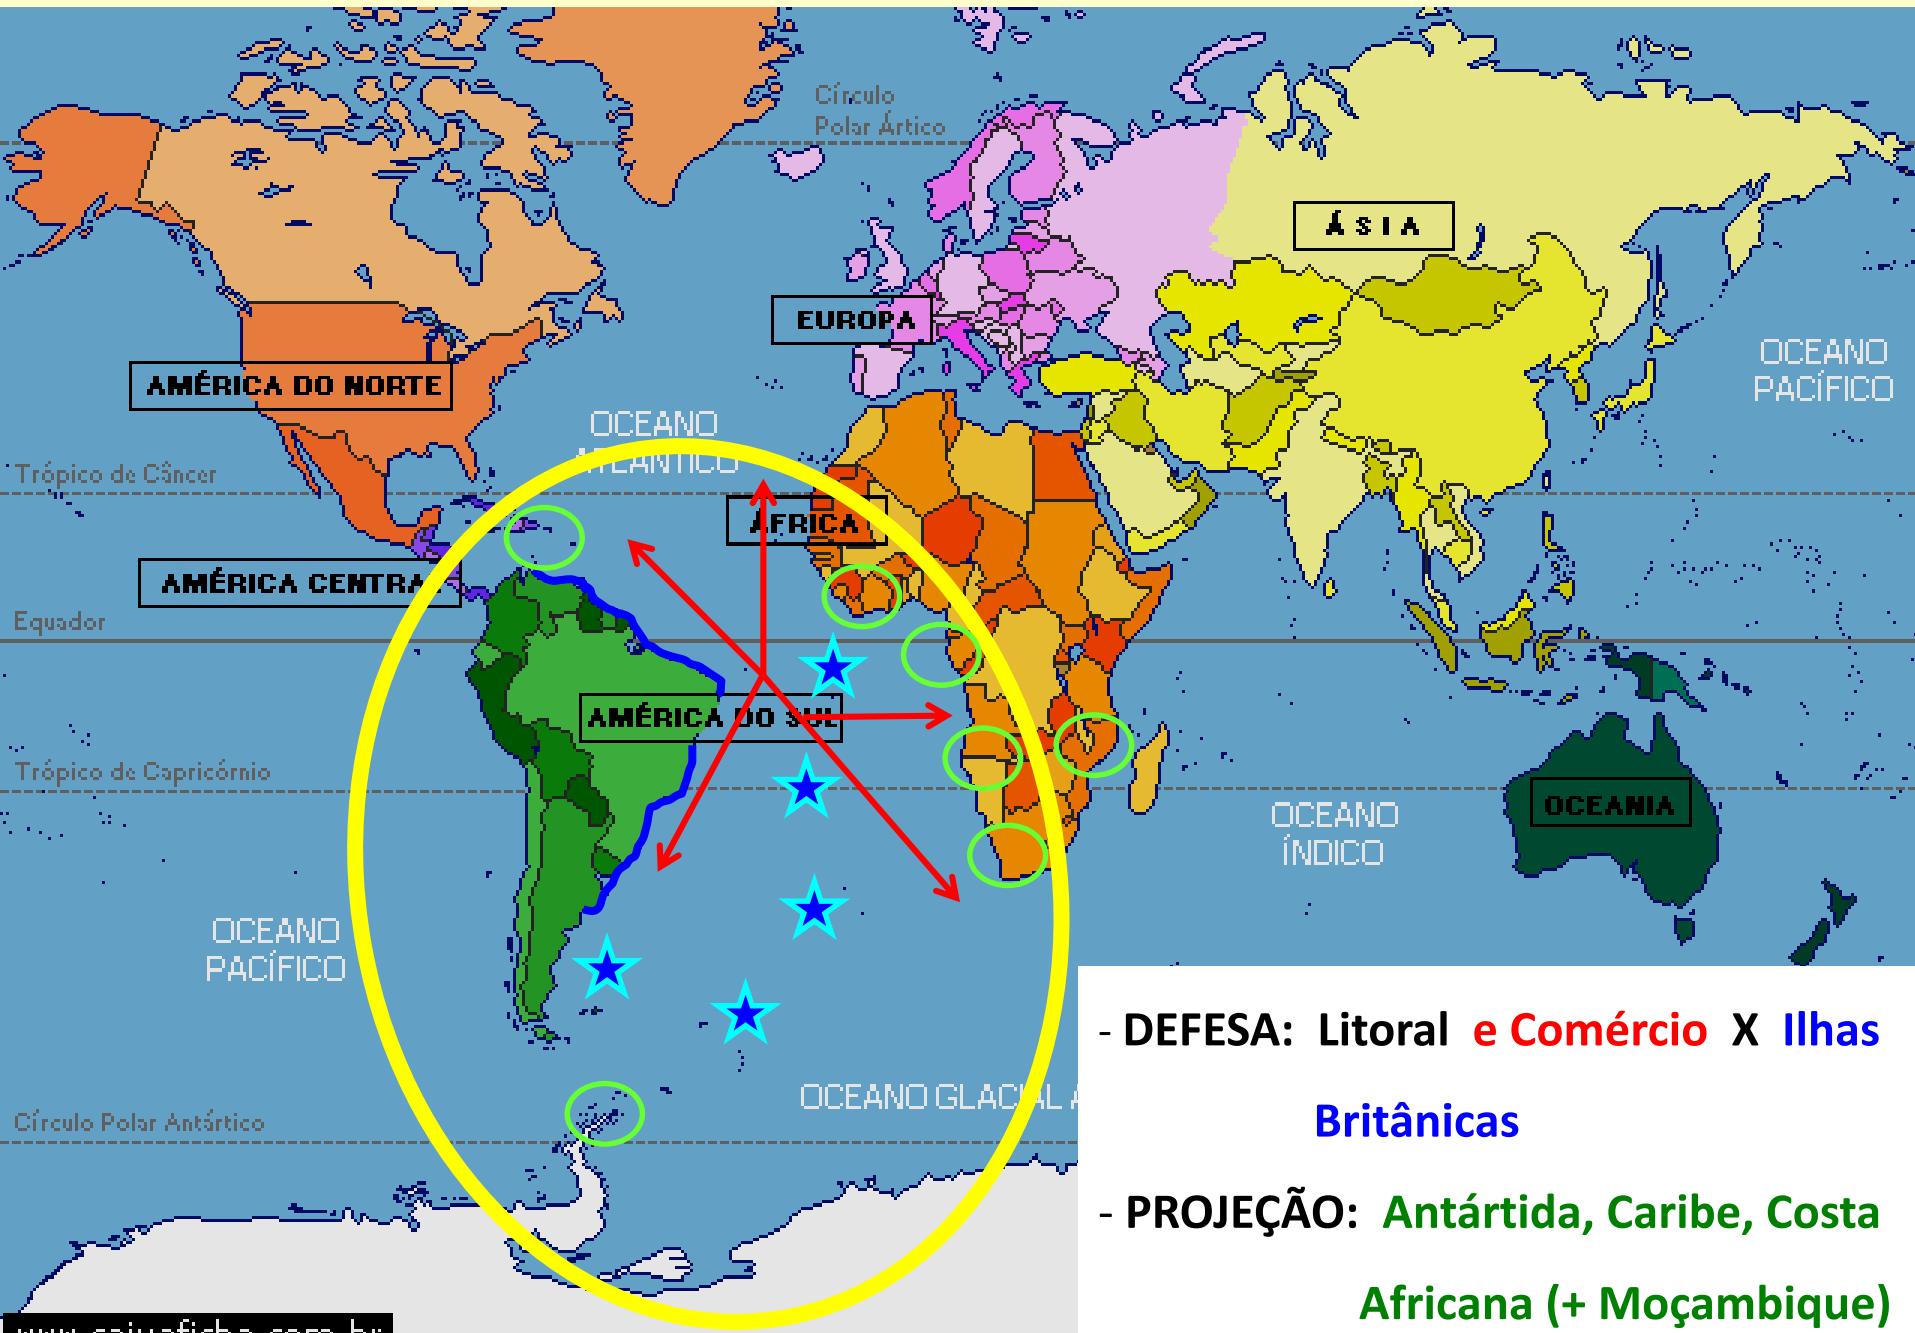 Círculo
Polar Ártico
ÁSIA
EUROPA
OCEANO
PACÍFICO
AMÉRICA DO NORTE
OCEANO
ATLÂNTICO
Trópico de Câncer
ÁFRICA
AMÉRICA CENTRA
Equador
AMÉRICA DO SUL
Trópico de Capricórnio
OCEANO
ÍNDICO
OCEANIA
OCEANO
PACÍFICO
- DEFESA: Litoral e Comércio X Ilhas
Britânicas
OCEANO GLACIAL A
Círculo Polar Antártico
- PROJEÇÃO: Antártida, Caribe, Costa
Africana (+ Moçambique)